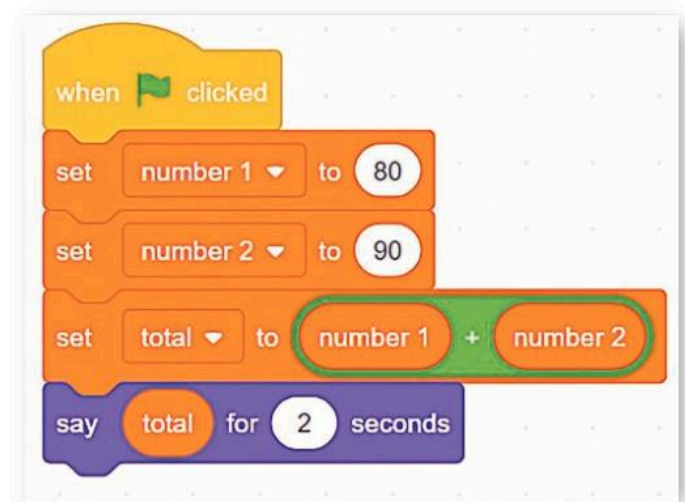 when clicked
set number 1 to 80
set number 2 to 90
set total to number 1 + number 2
say total for 2 seconds